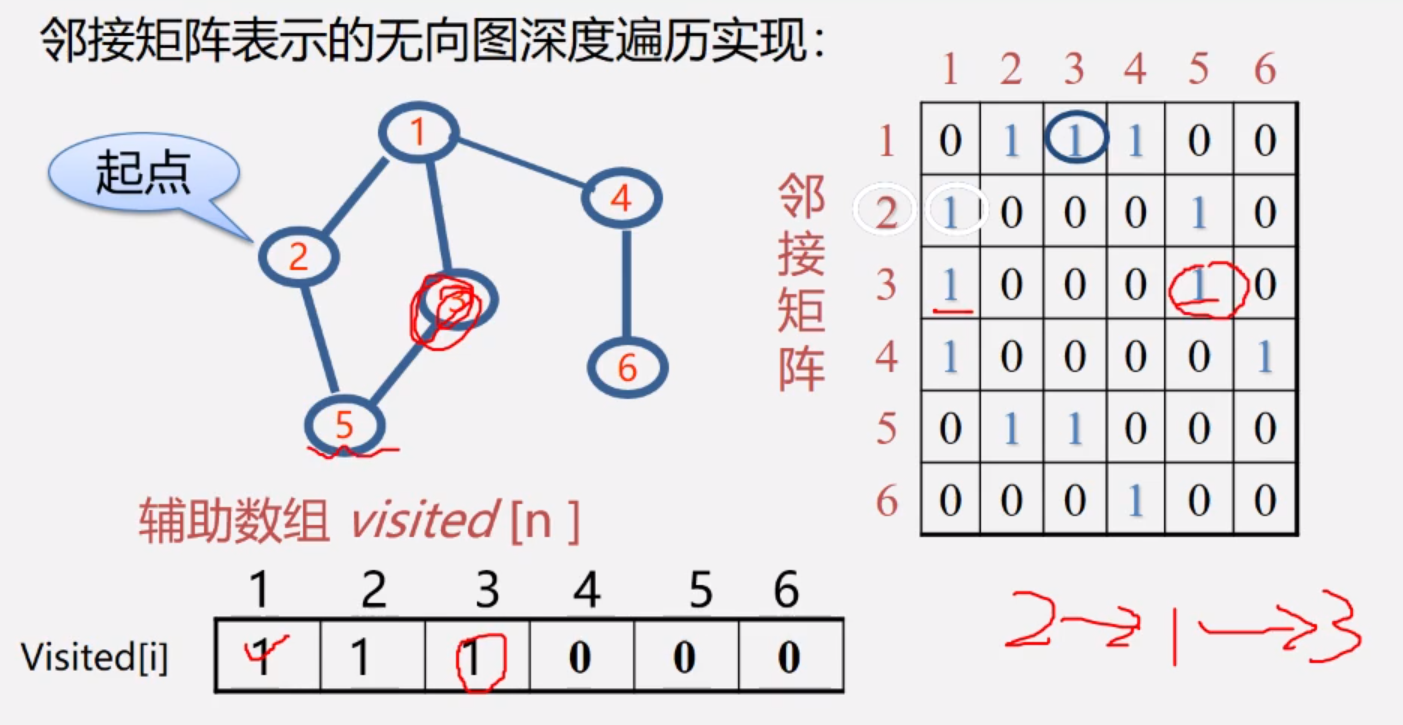 邻接矩阵表示的无向图深度遍历实现：
起点
1
2
3
4
5
6
邻接矩阵
1 2 3 4 5 6
1 0 1 1 1 0 0
2 1 0 0 0 1 0
3 1 0 0 0 1 0
4 1 0 0 0 0 1
5 0 1 1 0 0 0
6 0 0 0 1 0 0
辅助数组 visited [n ]
1 2 3 4 5 6
Visited[i] 1 1 1 0 0 0
2→1→3